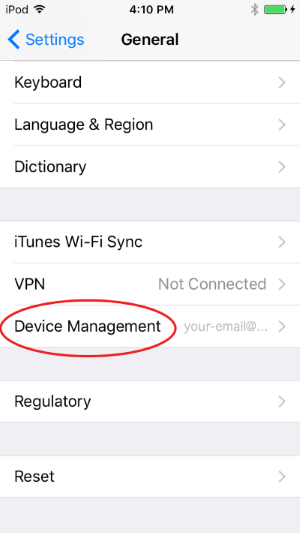 iPod 4:10 PM
Settings General
Keyboard
Language & Region
Dictionary
iTunes Wi-Fi Sync
VPN Not Connected
Device Management your-email@...
Regulatory
Reset